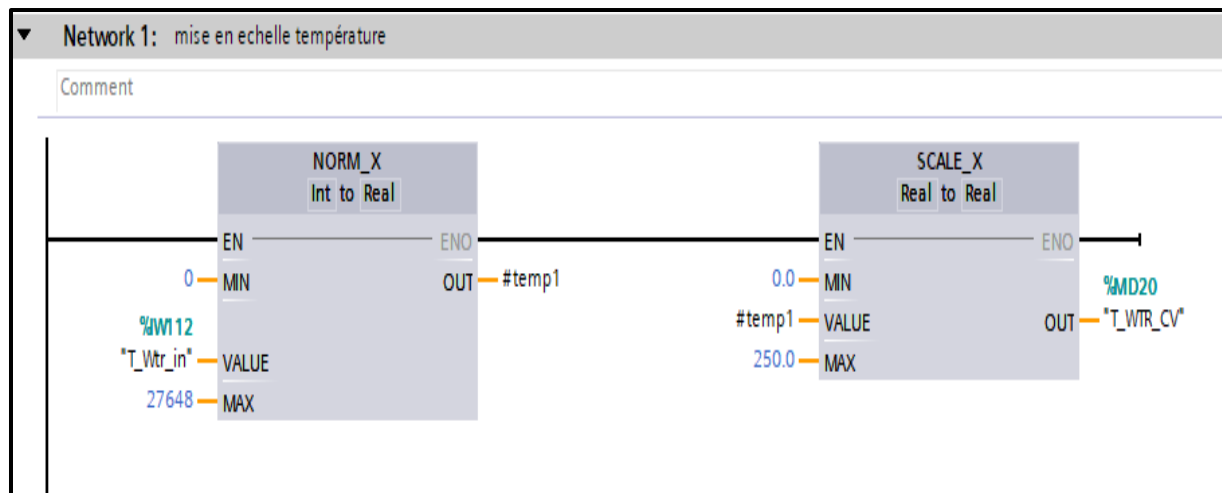 Network 1: mise en echelle température
Comment
NORM_X
Int to Real
EN ENO
0 MIN OUT #temp1
%IW112
"T_Wtr_in" VALUE
27648 MAX
SCALE_X
Real to Real
EN ENO
0.0 MIN
%MD20
#temp1 VALUE OUT "T_WTR_CV"
250.0 MAX